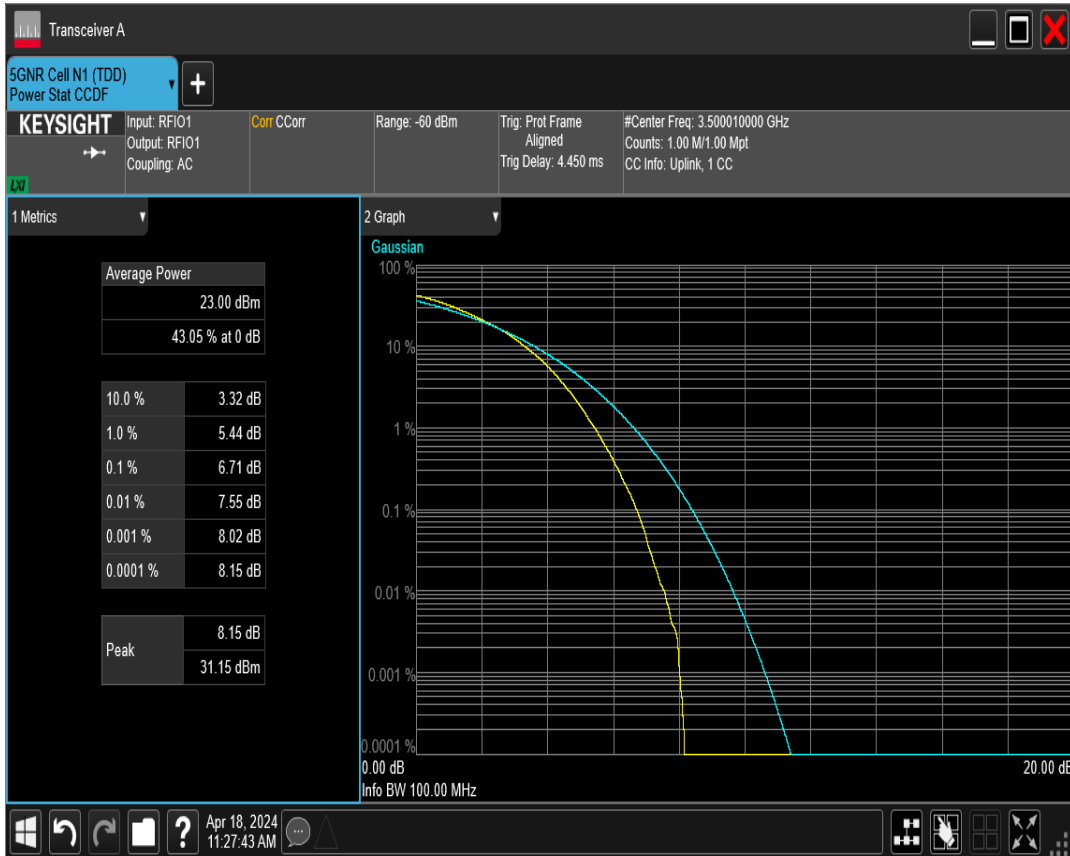 Transceiver A
5GNR Cell N1 (TDD)
Power Stat CCDF
+
KEYSIGHT
LXI
Input: RFIO1
Output: RFIO1
Coupling: AC
Corr CCorr
Range: -60 dBm
Trig: Prot Frame
Aligned
Trig Delay: 4.450 ms
#Center Freq: 3.500010000 GHz
Counts: 1.00 M/1.00 Mpt
CC Info: Uplink, 1 CC
1 Metrics
Average Power
23.00 dBm
43.05 % at 0 dB
10.0 % 3.32 dB
1.0 % 5.44 dB
0.1 % 6.71 dB
0.01 % 7.55 dB
0.001 % 8.02 dB
0.0001 % 8.15 dB
Peak
8.15 dB
31.15 dBm
2 Graph
Gaussian
100 %
10 %
1 %
0.1 %
0.01 %
0.001 %
0.0001 %
0.00 dB 20.00 dB
Info BW 100.00 MHz
?
Apr 18, 2024
11:27:43 AM